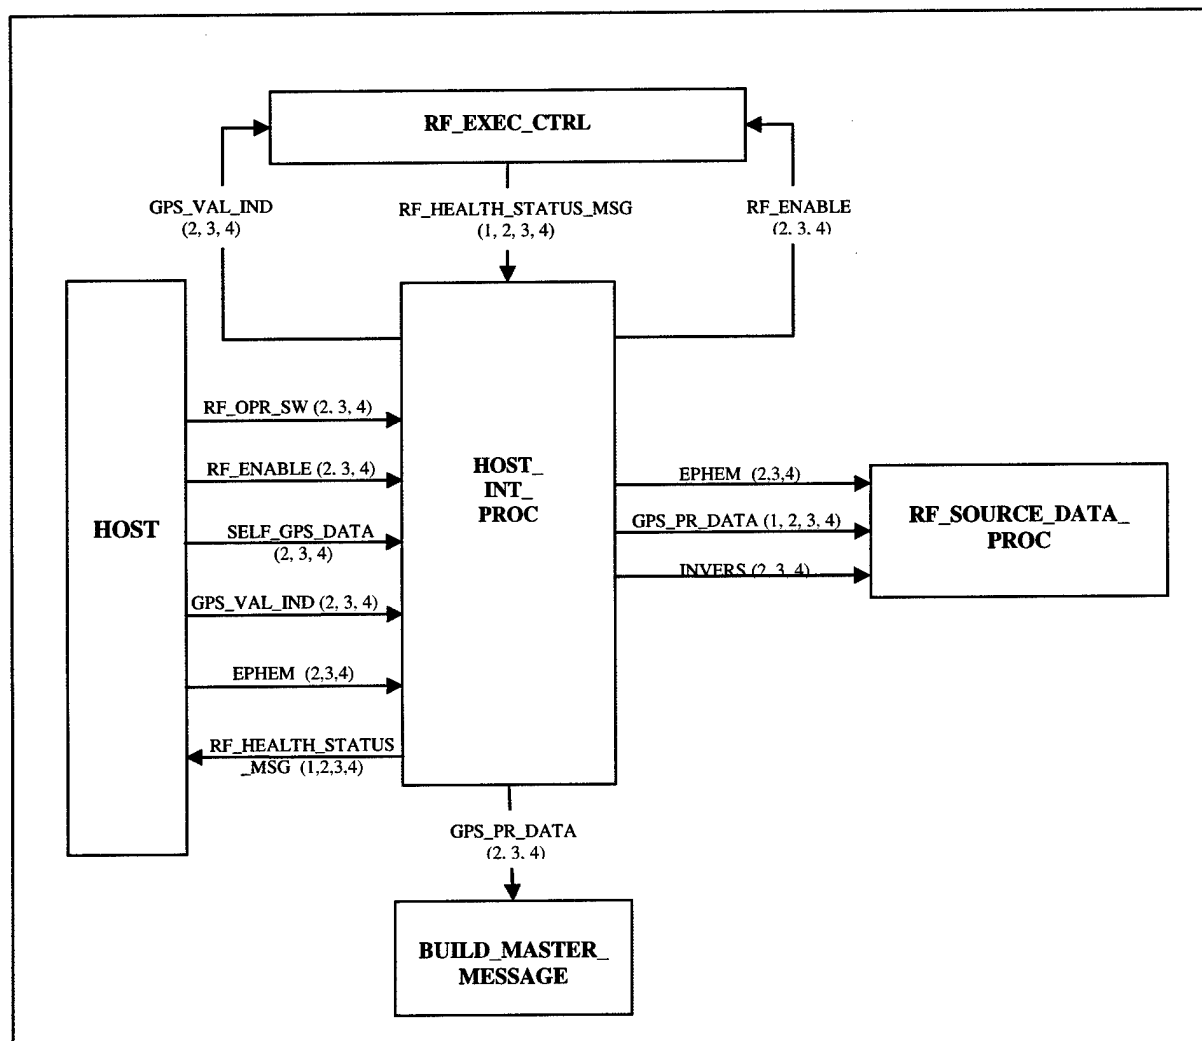 RF_EXEC_CTRL
GPS_VAL_IND
(2, 3, 4)
RF_HEALTH_STATUS_MSG
(1, 2, 3, 4)
RF_ENABLE
(2. 3. 4)
HOST
RF_OPR_SW (2. 3, 4)
RF_ENABLE (2. 3, 4)
SELF_GPS_DATA
(2, 3, 4)
GPS_VAL_IND (2, 3, 4)
EPHEM (2,3,4)
RF_HEALTH_STATUS
_MSG (1,2,3,4)
HOST_
INT_
PROC
EPHEM (2,3,4)
GPS_PR_DATA (1, 2, 3, 4)
INVERS (2. 3. 4)
RF_SOURCE_DATA_
PROC
GPS_PR_DATA
(2. 3. 4)
BUILD_MASTER_
MESSAGE